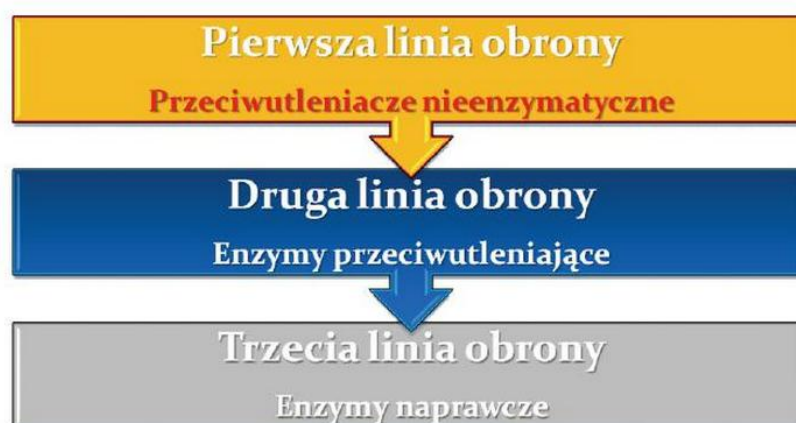 Pierwsza linia obrony
Przeciwutleniacze nieenzymatyczne
Druga linia obrony
Enzymy przeciwutleniające
Trzecia linia obrony
Enzymy naprawcze